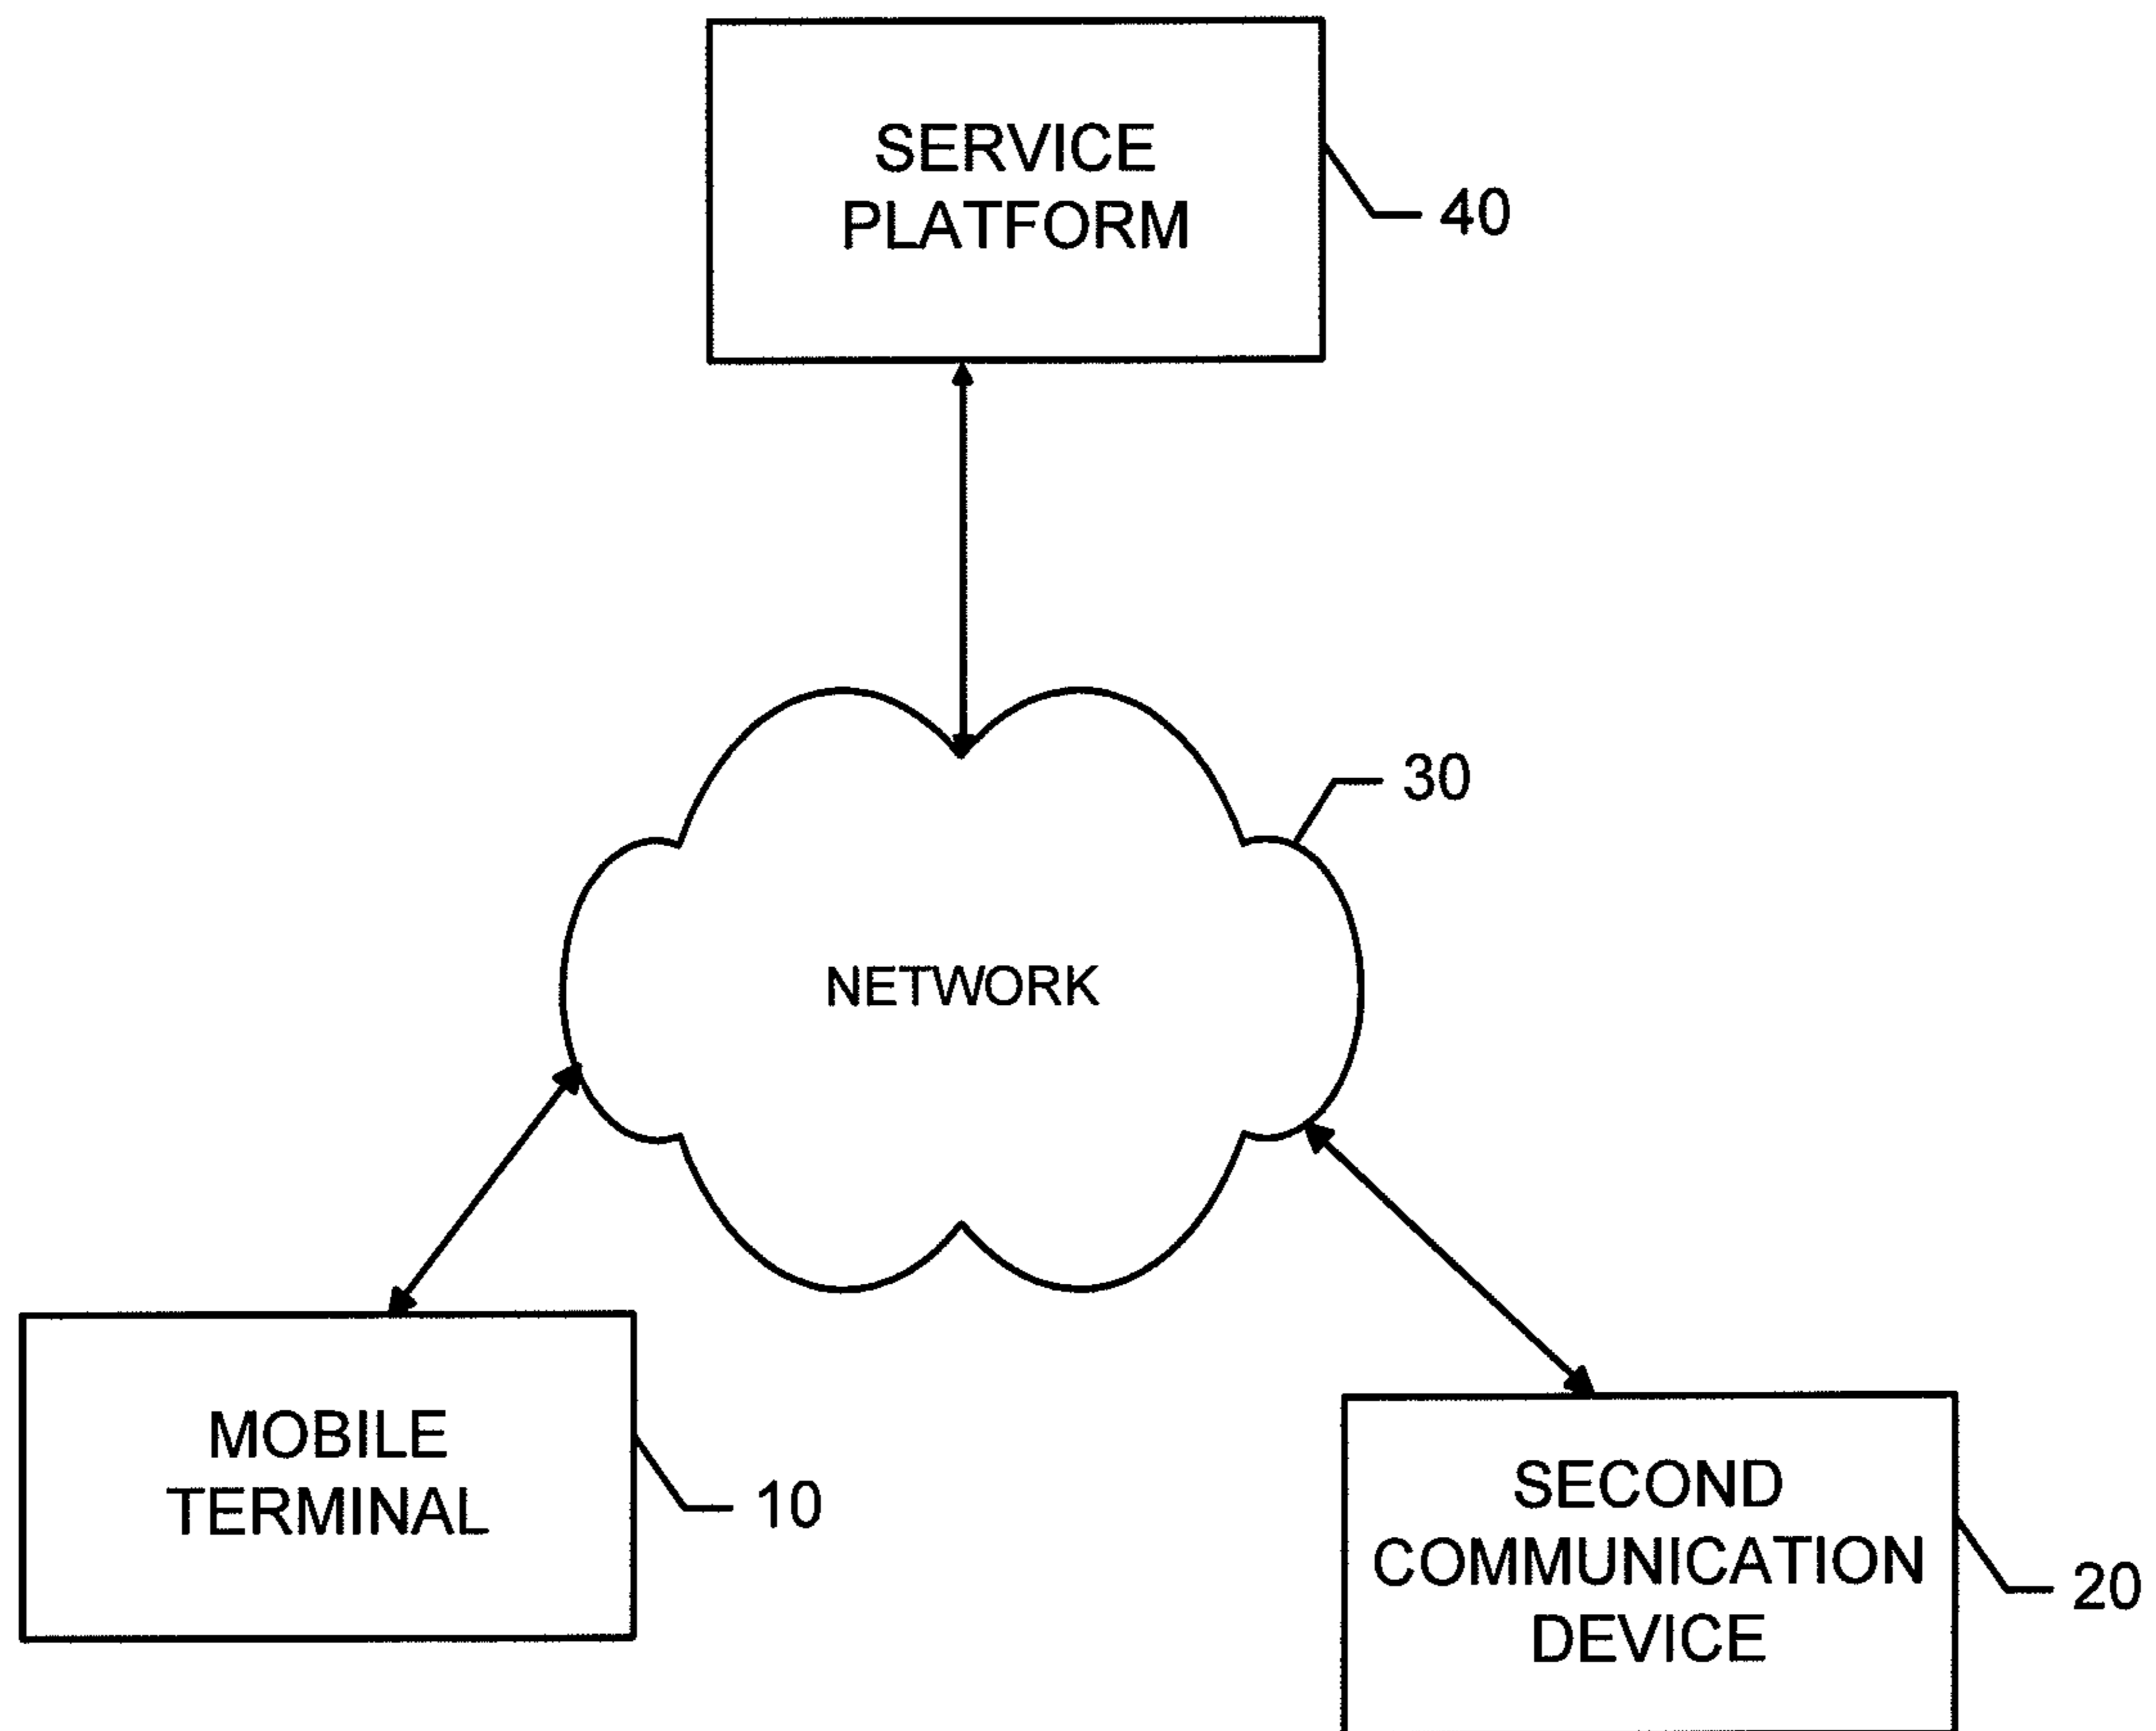 SERVICE
PLATFORM
40
30
NETWORK
MOBILE
TERMINAL
10
SECOND
COMMUNICATION
DEVICE
20